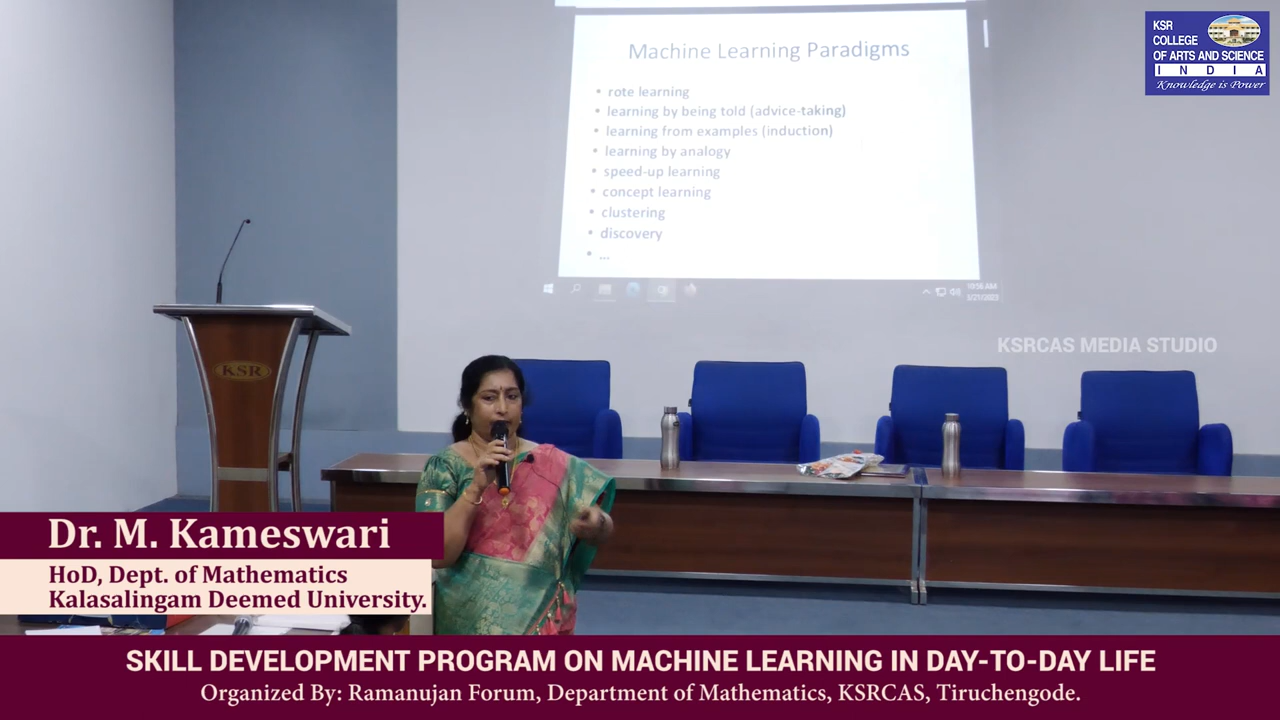 Machine Learning Paradigms
• rote learning
• learning by being told (advice-taking)
• learning from examples (induction)
• learning by analogy
• speed-up learning
• concept learning
• clustering
• discovery
• ...
10:56 AM
KSR
COLLEGE
OF ARTS AND SCIENCE
INDIA
Knowledge is Power
KSRCAS MEDIA STUDIO
KSR
Dr. M. Kameswari
HoD, Dept. of Mathematics
Kalasalingam Deemed University.
SKILL DEVELOPMENT PROGRAM ON MACHINE LEARNING IN DAY-TO-DAY LIFE
Organized By: Ramanujan Forum, Department of Mathematics, KSRCAS, Tiruchengode.